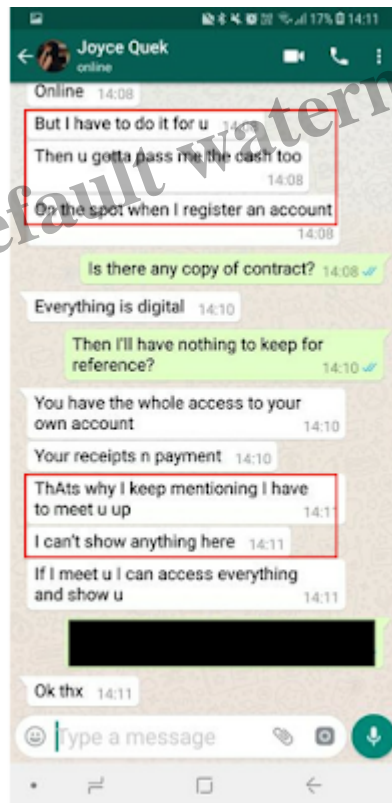 17% 14:11
Joyce Quek
online
Online 14:08
But I have to do it for u
Then u gotta pass me the cash too
14:08
On the spot when I register an account
14:08
Is there any copy of contract? 14:08
Everything is digital 14:10
Then I'll have nothing to keep for
reference? 14:10
You have the whole access to your
own account 14:10
Your receipts n payment 14:10
ThAts why I keep mentioning I have
to meet u up 14:11
I can't show anything here 14:11
If I meet u I can access everything
and show u 14:11
Ok thx 14:11
Type a message
efault watern